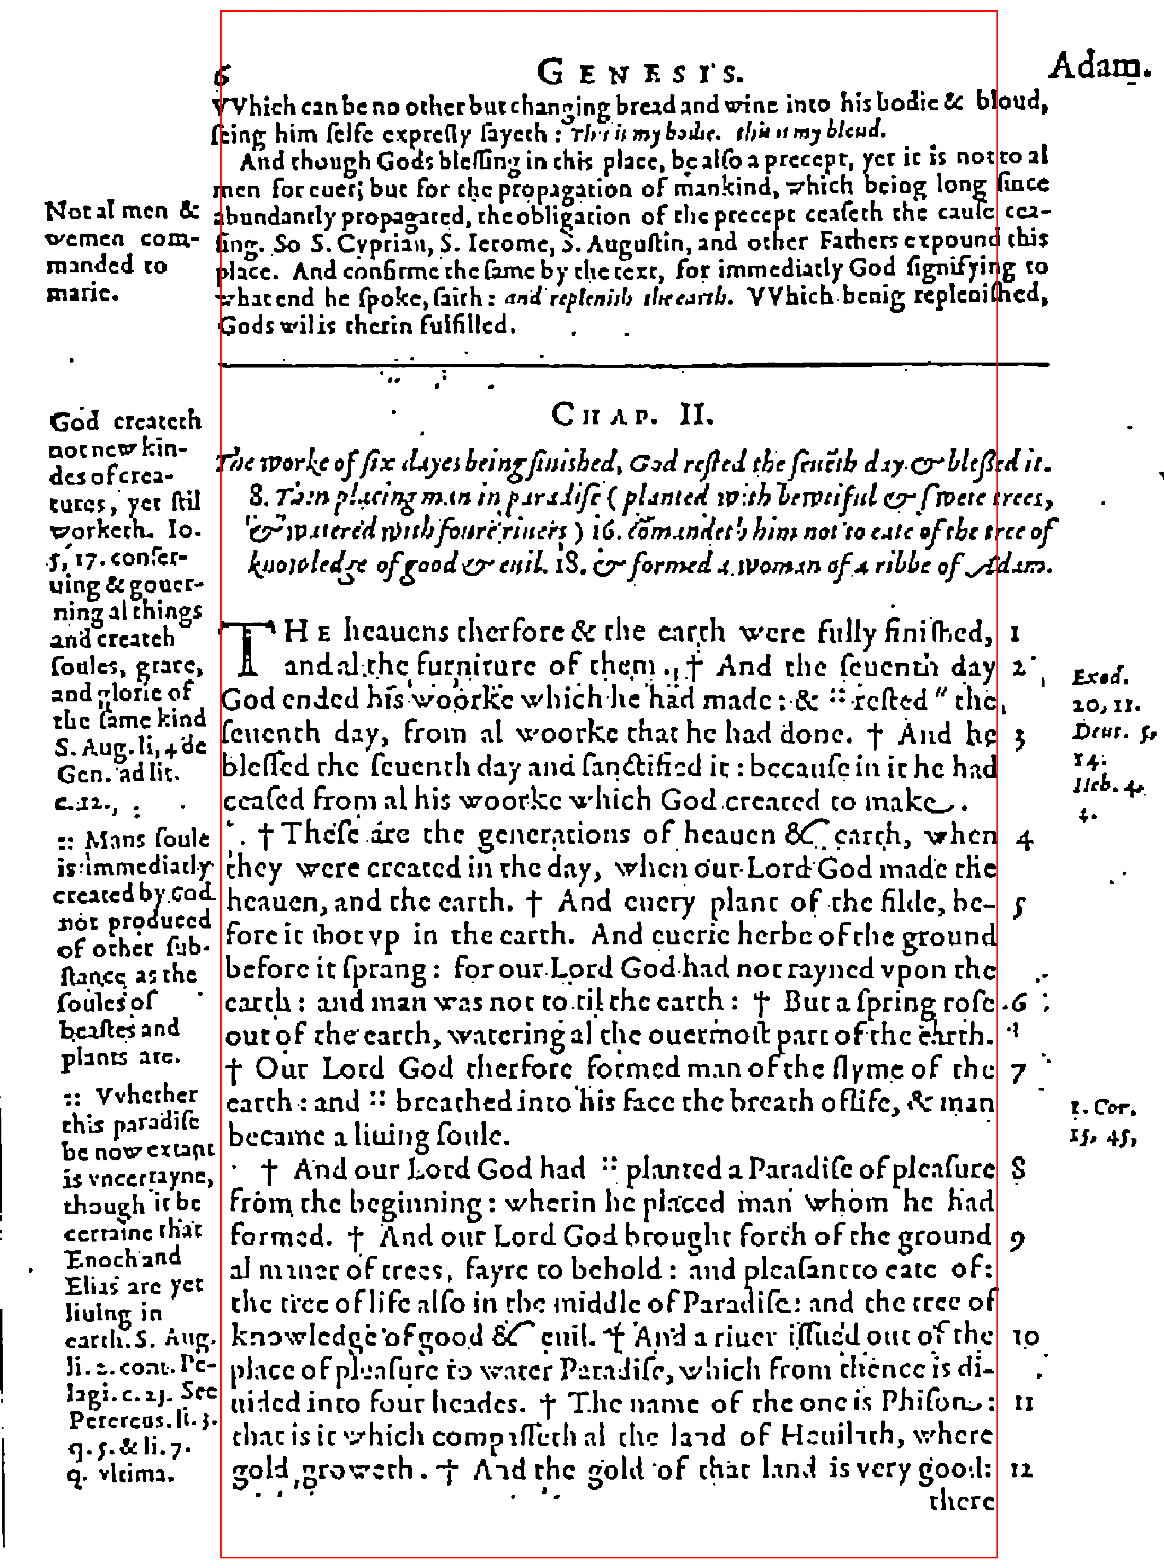 6 GENESIS. Adam.
VVhich can be no other but changing bread and wine into his bodie & bloud,
ſeing him ſelfe expreſly ſayeth: This is my bodie. this is my bloud.
And though Gods bleſſing in this place, be alſo a precept, yet it is not to al
men for euer; but for the propagation of mankind, which being long ſince
abundantly propagated, the obligation of the precept ceaſeth the cauſe cea-
ſing. So S. Cyprian, S. Ierome, S. Auguſtin, and other Fathers expound this
place. And confirme the ſame by the text, for immediatly God ſignifying to
what end he ſpoke, ſaith: and replenish the earth. VVhich benig repleniſhed,
Gods wil is therin fulfilled.
Not al men &
wemen com-
manded to
marie.
CHAP. II.
The worke of ſix dayes being finished, God reſted the ſeuēth day & bleſſed it.
8. Then placing man in paradiſe (planted with bewtiful & ſwete trees,
& watered with foure riuers) 16. cōmandeth him not to eate of the tree of
knowledge of good & euil. 18. & formed a woman of a ribbe of Adam.
God createth
not new kin-
des of crea-
tures, yet ſtil
worketh. Io.
5, 17. conſer-
uing & gouer-
ning al things
and createh
ſoules, grace,
and glorie of
the ſame kind
S. Aug. li, 4 de
Gen. ad lit.
c. 12.
:: Mans ſoule
is immediatly
created by God
not produced
of other ſub-
ſtance as the
ſoules of
beaſtes and
plants are.
:: Vvhether
this paradiſe
be now extant
is vncertayne,
though it be
certaine that
Enoch and
Elias are yet
liuing in
earth. S. Aug.
li. 2. cont. Pe-
lagi. c. 23. See
Pererius. li. 3.
q. 5. & li. 7.
q. vltima.
THE heauens therfore & the earth were fully finiſhed, 1
and al the furniture of them. † And the ſeuenth day 2
God ended his woorke which he had made: & :: reſted " the
ſeuenth day, from al woorke that he had done. † And he 3
bleſſed the ſeuenth day and ſanctified it: becauſe in it he had
ceaſed from al his woorke which God created to make.
† Theſe are the generations of heauen & earth, when 4
they were created in the day, when our Lord God made the
heauen, and the earth. † And euery plant of the filde, be- 5
fore it shot vp in the earth. And euerie herbe of the ground
before it ſprang: for our Lord God had not rayned vpon the
earth: and man was not to til the earth: † But a ſpring roſe 6
out of the earth, watering al the ouermoſt part of the earth.
† Our Lord God therfore formed man of the ſlyme of the 7
earth: and :: breathed into his face the breath of life, & man
became a liuing ſoule.
† And our Lord God had :: planted a Paradiſe of pleaſure 8
from the beginning: wherin he placed man whom he had
formed. † And our Lord God brought forth of the ground 9
al maner of trees, fayre to behold: and pleaſant to eate of:
the tree of life alſo in the middle of Paradiſe: and the tree of
knowledge of good & euil. † And a riuer iſſued out of the 10
place of pleaſure to water Paradiſe, which from thence is di-
uided into four heades. † The name of the one is Phiſon: 11
that is it which compaſſeth al the land of Heuilath, where
gold groweth. † And the gold of that land is very good: 12
there
Exod.
20, 11.
Deut. 5,
14.
Heb. 4,
4.
1. Cor.
15, 45,